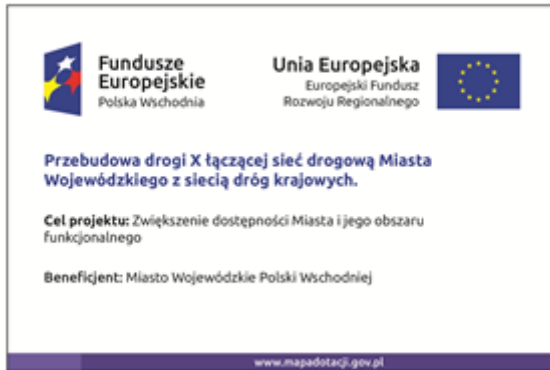 Fundusze
Europejskie
Polska Wschodnia
Unia Europejska
Europejski Fundusz
Rozwoju Regionalnego
Przebudowa drogi X łączącej sieć drogową Miasta
Wojewódzkiego z siecią dróg krajowych.
Cel projektu: Zwiększenie dostępności Miasta i jego obszaru
funkcjonalnego
Beneficjent: Miasto Wojewódzkie Polski Wschodniej
www.mapadotacji.gov.pl